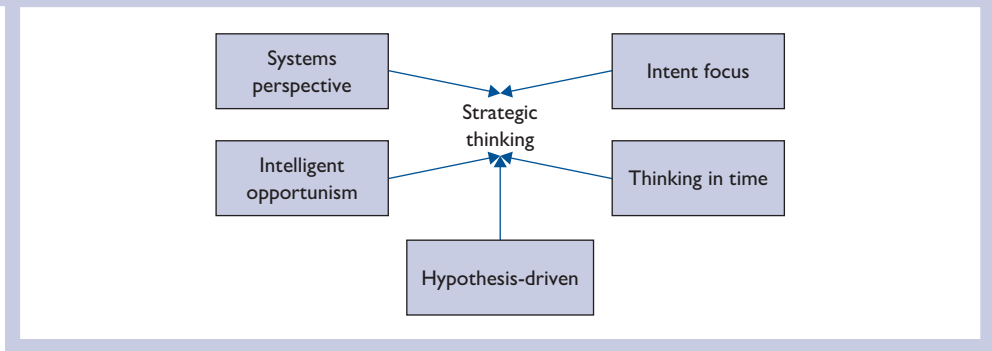 Systems
perspective
Intent focus
Strategic
thinking
Intelligent
opportunism
Thinking in time
Hypothesis-driven